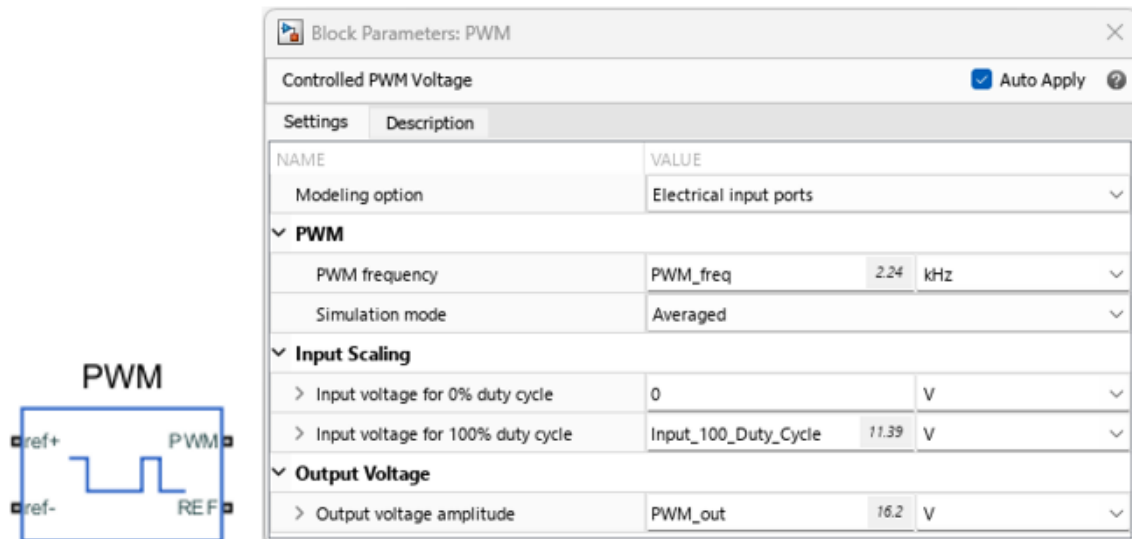 Block Parameters: PWM
Controlled PWM Voltage Auto Apply
Settings Description
NAME VALUE
Modeling option Electrical input ports
PWM
PWM frequency PWM_freq 2.24 kHz
Simulation mode Averaged
Input Scaling
Input voltage for 0% duty cycle 0 V
Input voltage for 100% duty cycle Input_100_Duty_Cycle 11.39 V
Output Voltage
Output voltage amplitude PWM_out 16.2 V
PWM
ref+ PWM
ref- REF